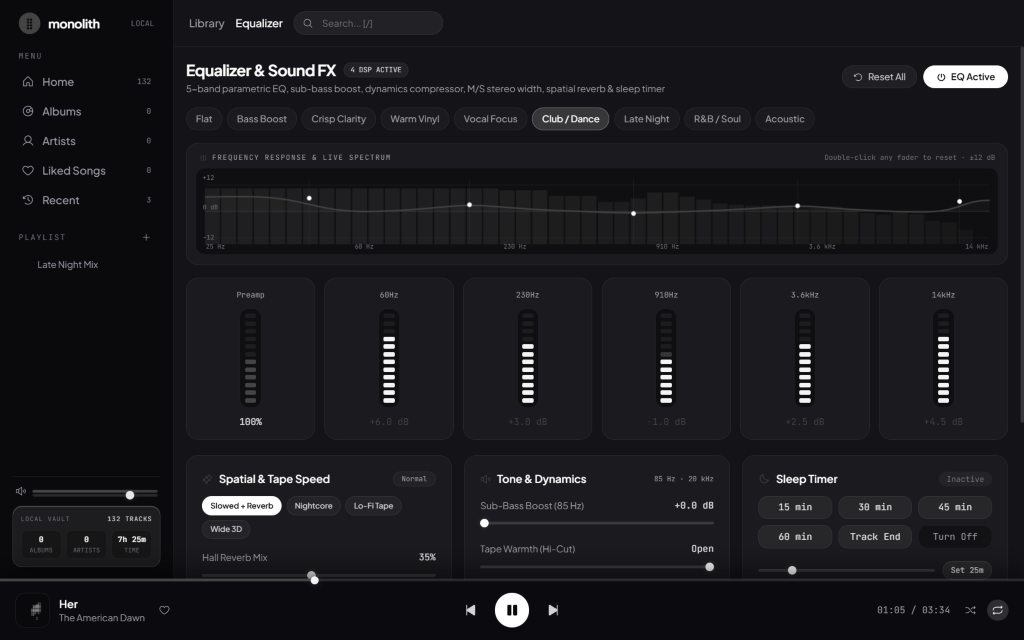 monolith
LOCAL
MENU
Home 132
Albums 0
Artists 0
Liked Songs 0
Recent 3
PLAYLIST +
Late Night Mix
LOCAL VAULT 132 TRACKS
0 0 7h 25m
ALBUMS ARTISTS TIME
Library Equalizer Search... [/]
Equalizer & Sound FX 4 DSP ACTIVE
5-band parametric EQ, sub-bass boost, dynamics compressor, M/S stereo width, spatial reverb & sleep timer
Reset All EQ Active
Flat Bass Boost Crisp Clarity Warm Vinyl Vocal Focus Club / Dance Late Night R&B / Soul Acoustic
FREQUENCY RESPONSE & LIVE SPECTRUM Double-click any fader to reset · ±12 dB
+12
0 dB
-12
25 Hz 60 Hz 230 Hz 910 Hz 3.6 kHz 14 kHz
Preamp 60Hz 230Hz 910Hz 3.6kHz 14kHz
100% +6.0 dB +3.0 dB -1.0 dB +2.5 dB +4.5 dB
Spatial & Tape Speed Normal
Slowed + Reverb Nightcore Lo-Fi Tape
Wide 3D
Hall Reverb Mix 35%
Tone & Dynamics 85 Hz · 20 kHz
Sub-Bass Boost (85 Hz) +0.0 dB
Tape Warmth (Hi-Cut) Open
Sleep Timer Inactive
15 min 30 min 45 min
60 min Track End Turn Off
Set 25m
Her
The American Dawn
01:05 / 03:34